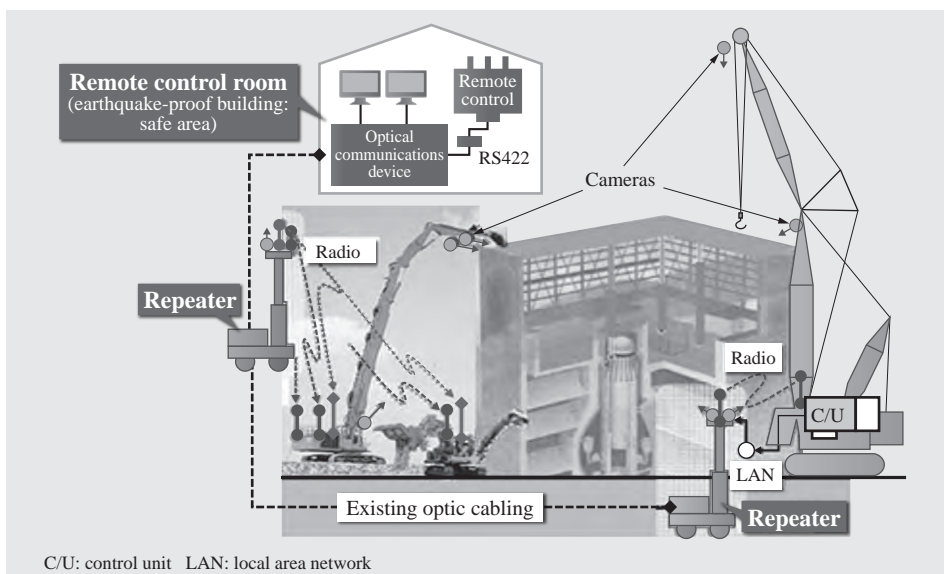 Remote control room
(earthquake-proof building:
safe area)
Remote
control
Optical
communications
device
RS422
Cameras
Radio
Repeater
Radio
C/U
LAN
Existing optic cabling
Repeater
C/U: control unit LAN: local area network